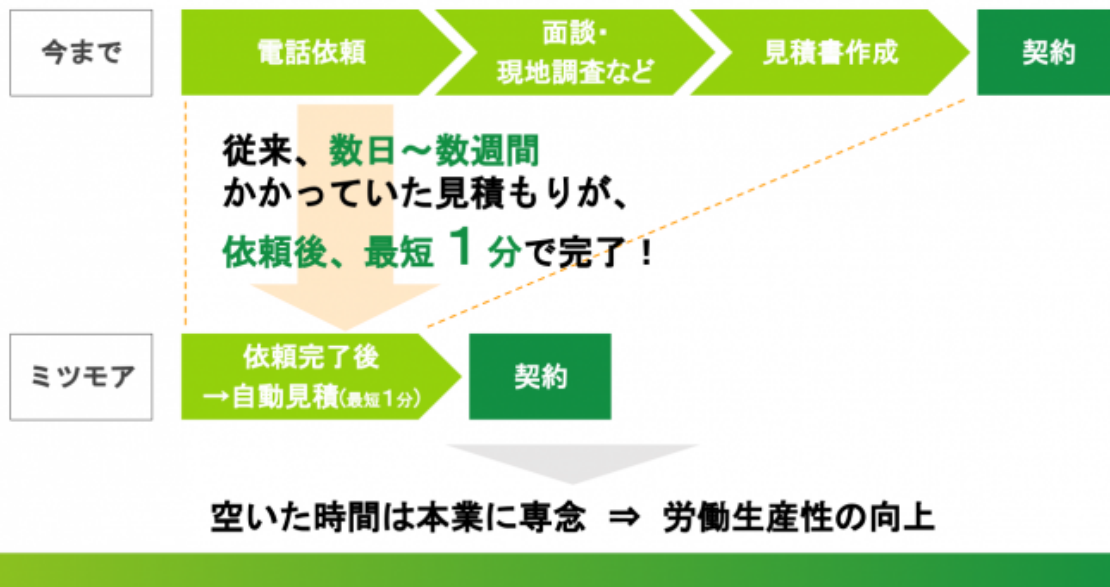 今まで
電話依頼
面談・
現地調査など
見積書作成
契約
従来、数日～数週間
かかっていた見積もりが、
依頼後、最短1分で完了！
ミツモア
依頼完了後
→自動見積(最短1分)
契約
空いた時間は本業に専念 ⇒ 労働生産性の向上